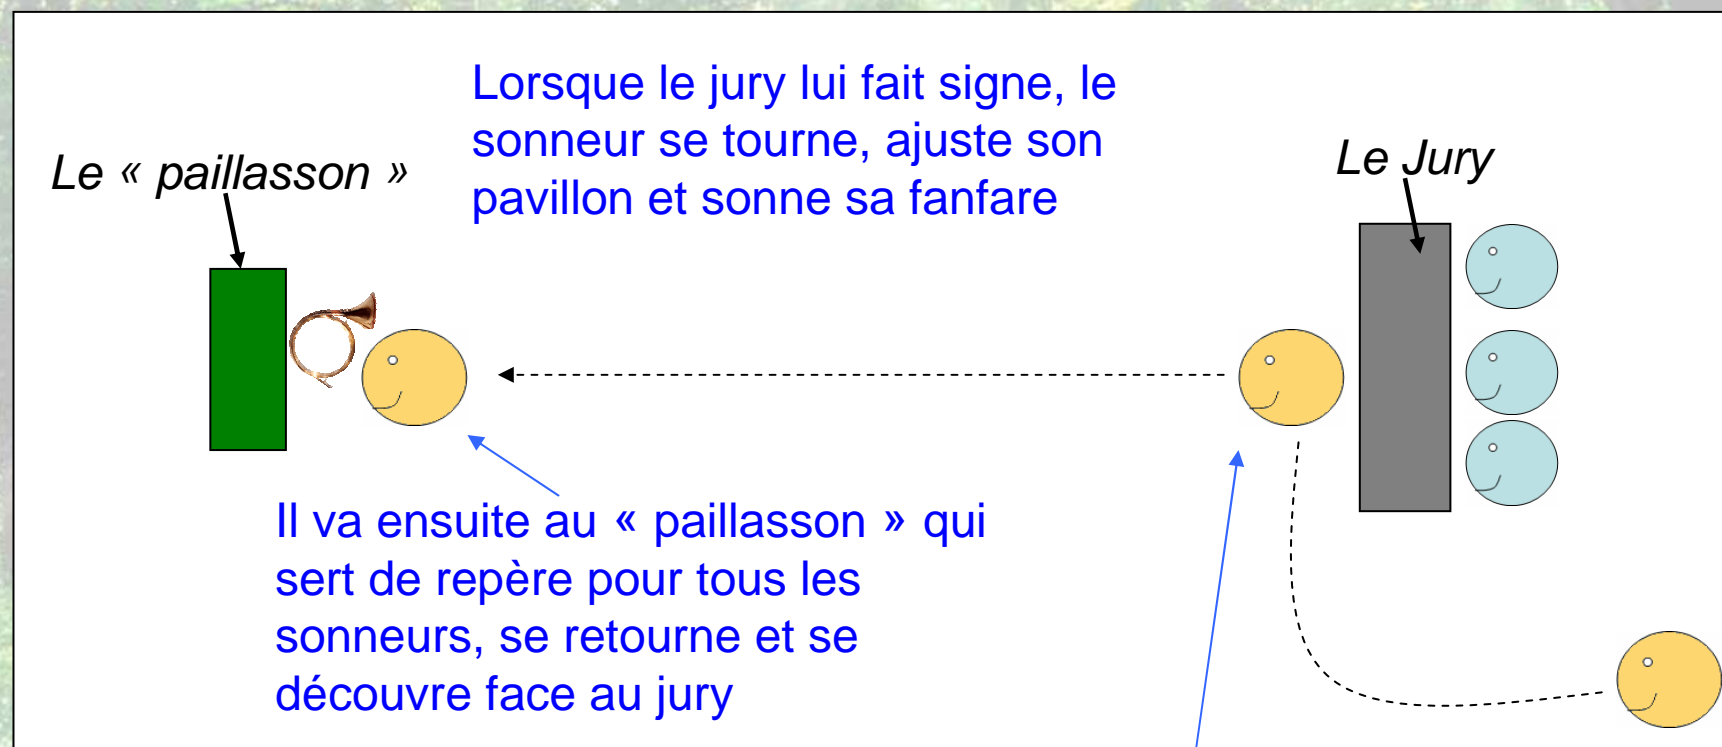 Lorsque le jury lui fait signe, le
sonneur se tourne, ajuste son
pavillon et sonne sa fanfare
Le « paillasson »
Le Jury
Il va ensuite au « paillasson » qui
sert de repère pour tous les
sonneurs, se retourne et se
découvre face au jury